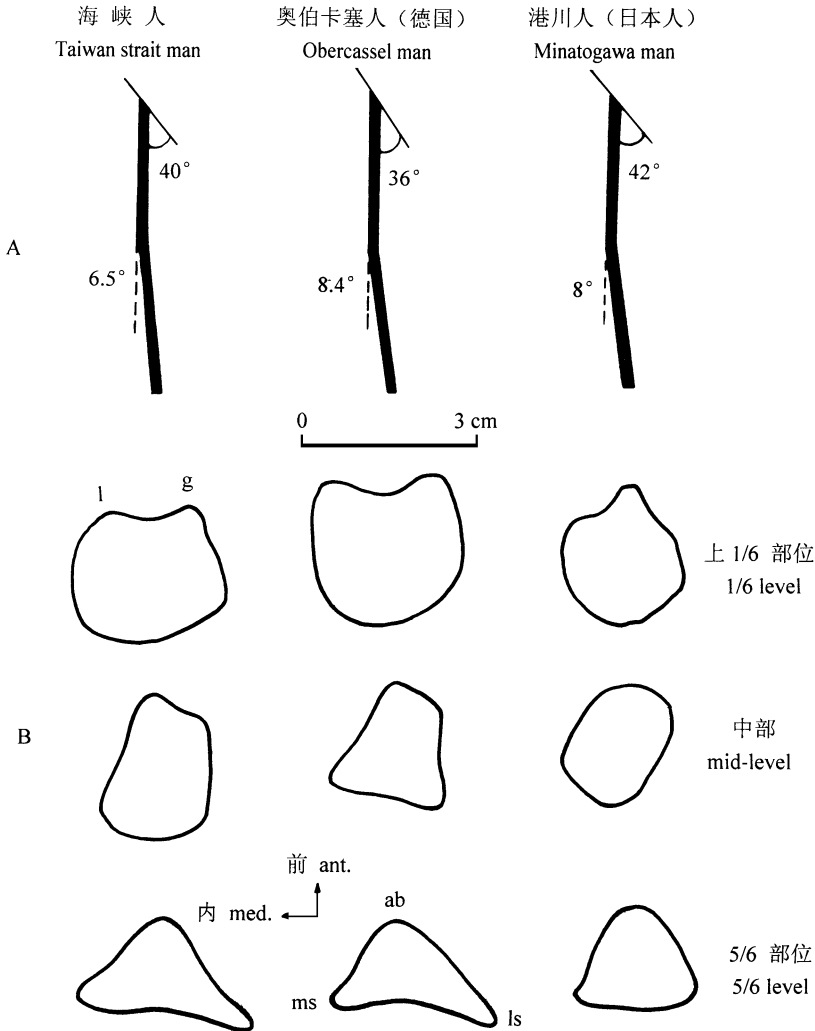 海 峡 人
Taiwan strait man
奥伯卡塞人（德国）
Obercassel man
港川人（日本人）
Minatogawa man
40°
36°
42°
A
6.5°
8.4°
8°
0
3 cm
l
g
上 1/6 部位
1/6 level
B
中部
mid-level
前 ant.
内 med.
ab
ms
ls
5/6 部位
5/6 level